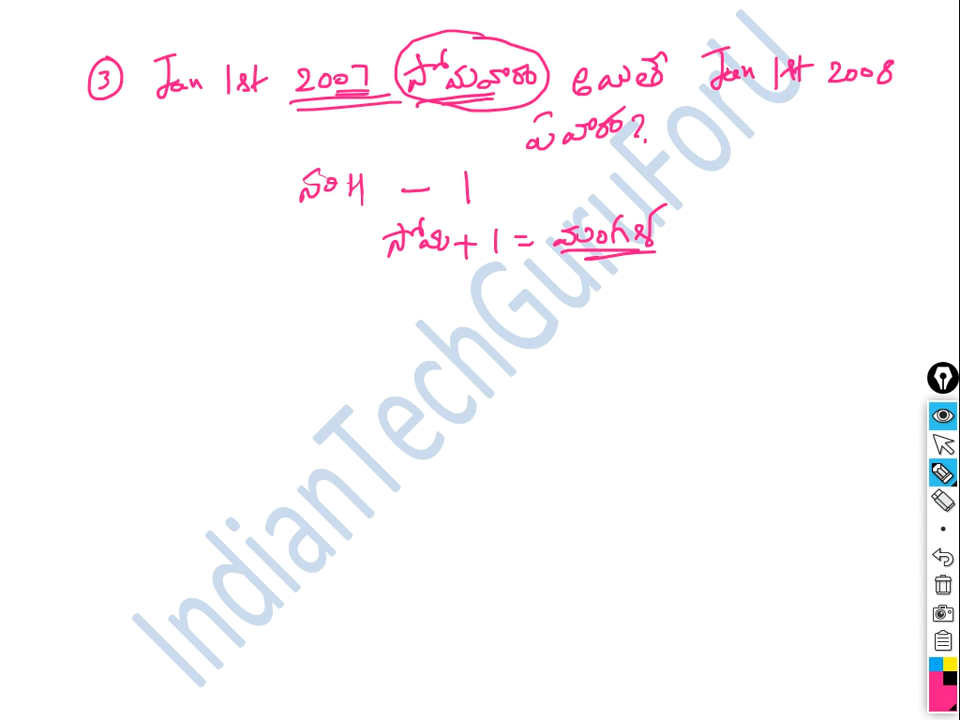 ③ Jan 1st 2007 సోమవారం అయితే Jan 1st 2008
ఏ వారం?
సం॥ - 1
సోమ + 1 = మంగళ
IndianTechGuruForU